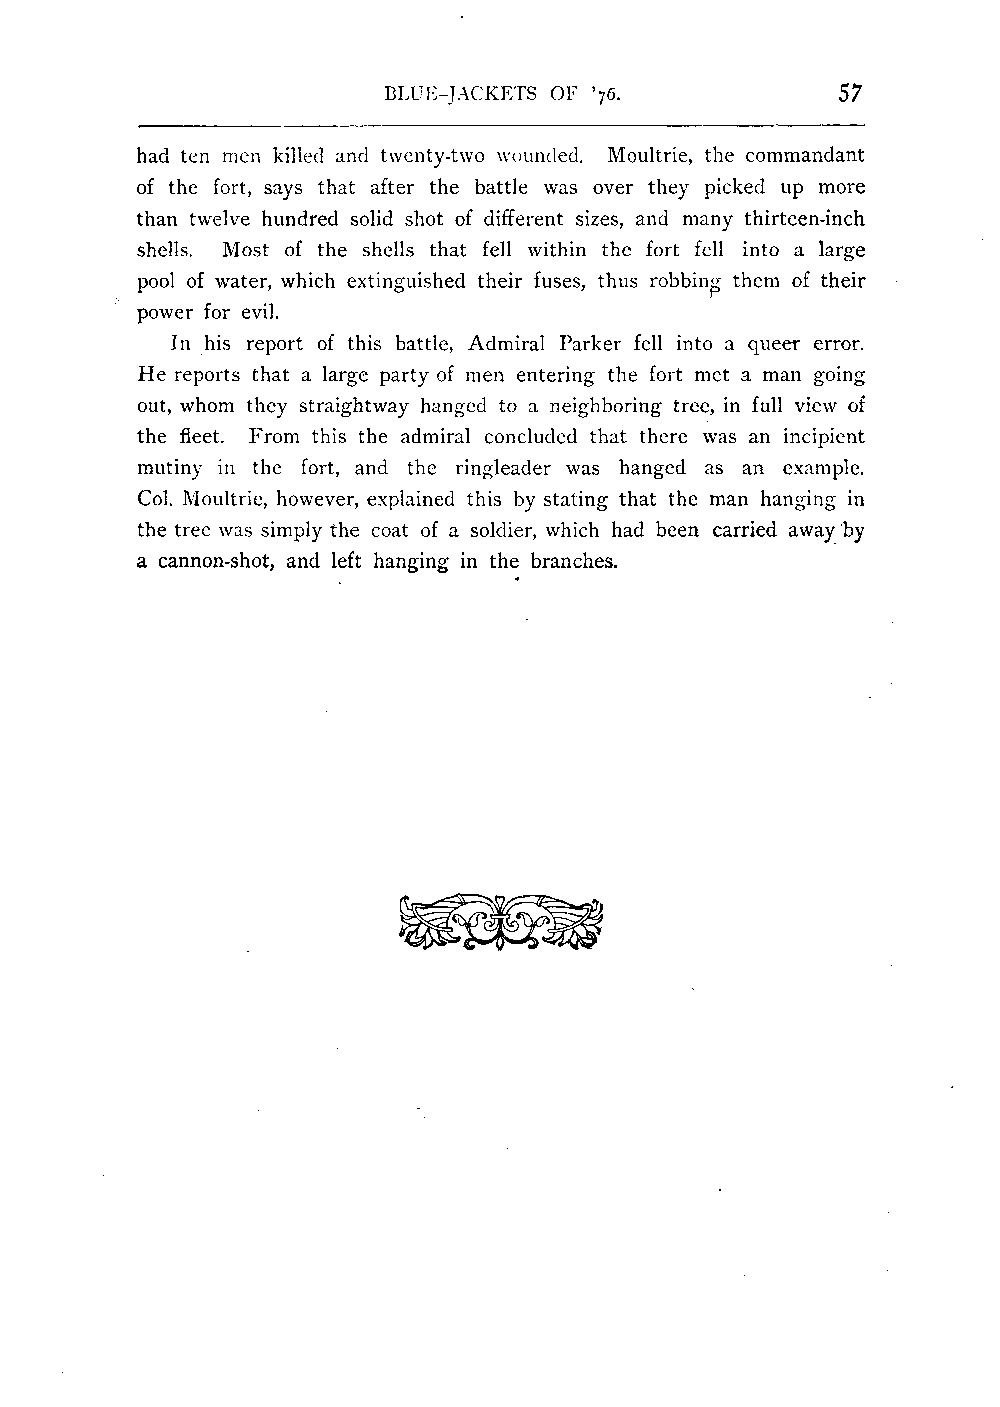 BLUE-JACKETS OF '76. 57
had ten men killed and twenty-two wounded. Moultrie, the commandant
of the fort, says that after the battle was over they picked up more
than twelve hundred solid shot of different sizes, and many thirteen-inch
shells. Most of the shells that fell within the fort fell into a large
pool of water, which extinguished their fuses, thus robbing them of their
power for evil.
In his report of this battle, Admiral Parker fell into a queer error.
He reports that a large party of men entering the fort met a man going
out, whom they straightway hanged to a neighboring tree, in full view of
the fleet. From this the admiral concluded that there was an incipient
mutiny in the fort, and the ringleader was hanged as an example.
Col. Moultrie, however, explained this by stating that the man hanging in
the tree was simply the coat of a soldier, which had been carried away by
a cannon-shot, and left hanging in the branches.